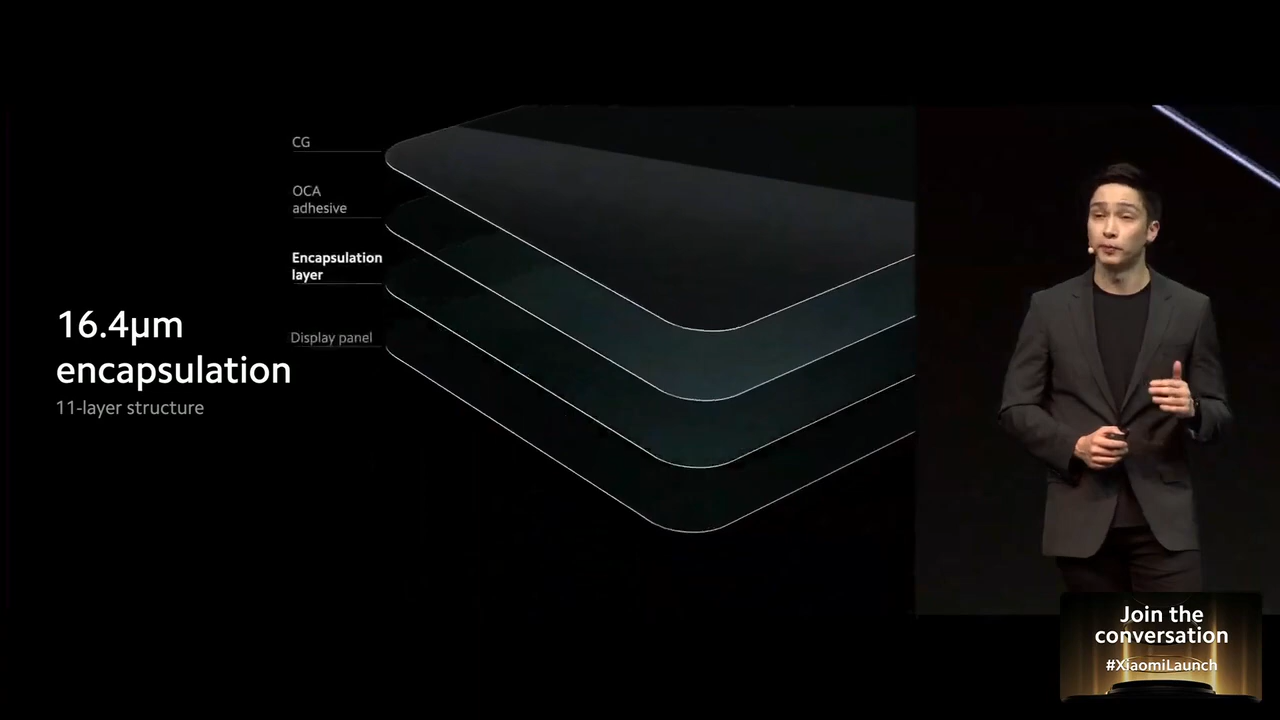 CG
OCA
adhesive
Encapsulation
layer
Display panel
16.4μm
encapsulation
11-layer structure
Join the
conversation
#XiaomiLaunch